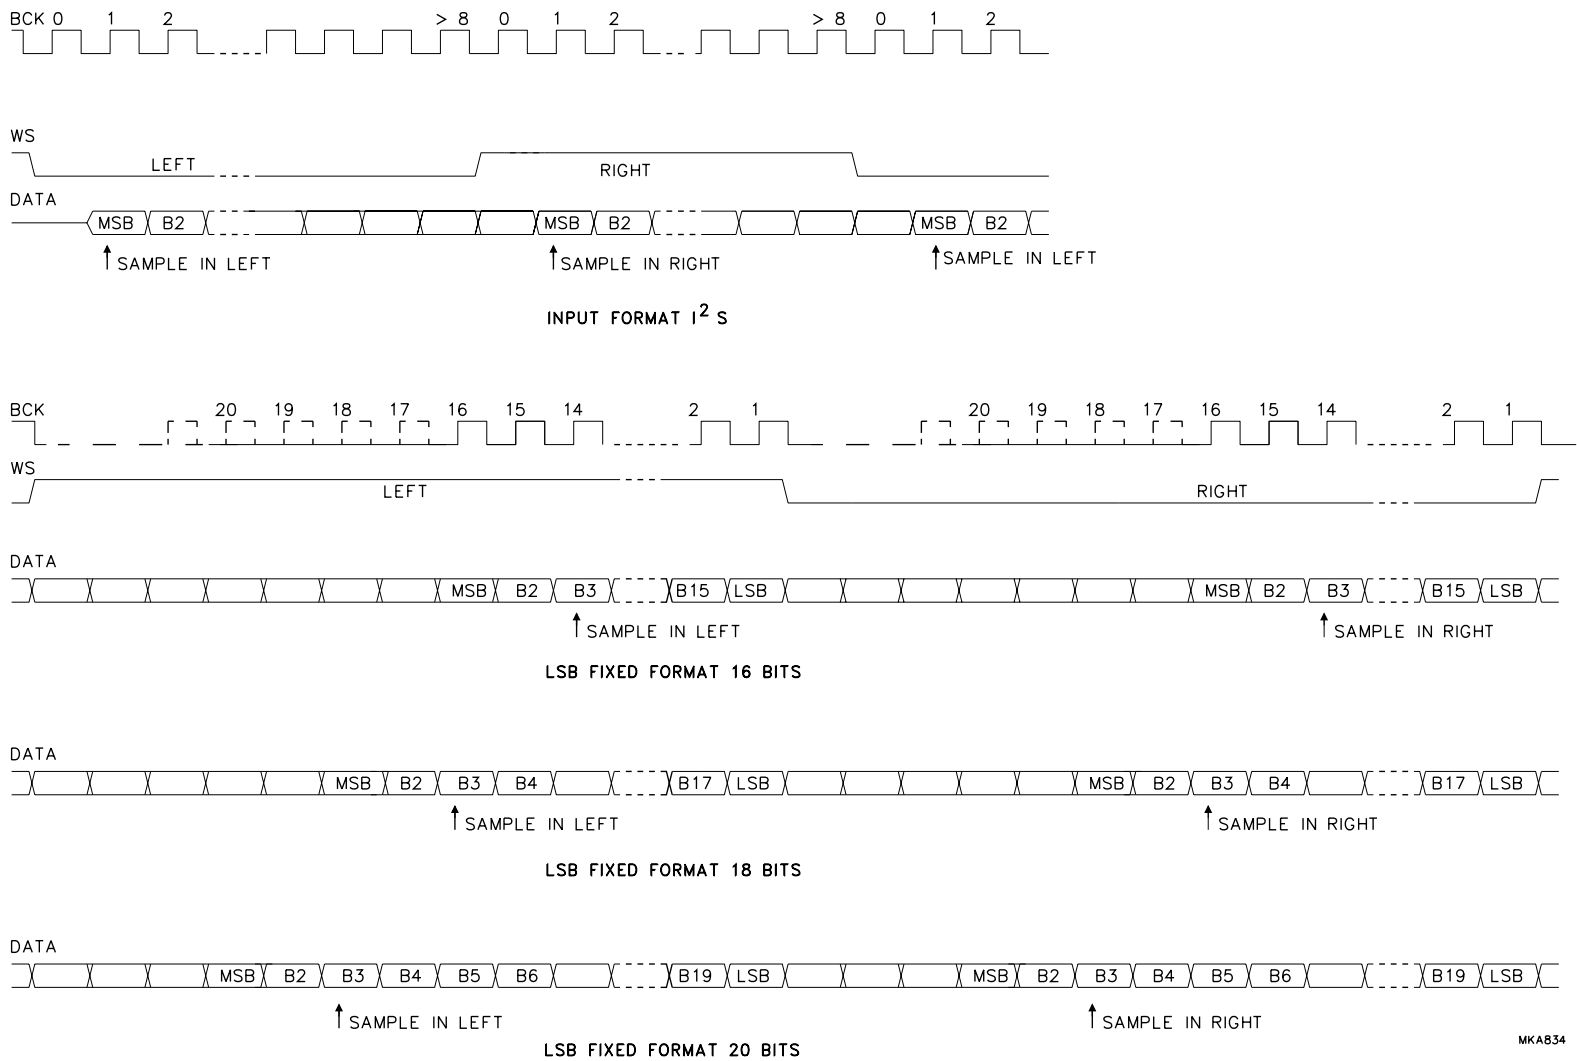 BCK 0 1 2 > 8 0 1 2 > 8 0 1 2
WS
LEFT RIGHT
DATA
MSB B2 MSB B2 MSB B2
SAMPLE IN LEFT SAMPLE IN RIGHT SAMPLE IN LEFT
INPUT FORMAT I² S
BCK 20 19 18 17 16 15 14 2 1 20 19 18 17 16 15 14 2 1
WS
LEFT RIGHT
DATA
MSB B2 B3 B15 LSB MSB B2 B3 B15 LSB
SAMPLE IN LEFT SAMPLE IN RIGHT
LSB FIXED FORMAT 16 BITS
DATA
MSB B2 B3 B4 B17 LSB MSB B2 B3 B4 B17 LSB
SAMPLE IN LEFT SAMPLE IN RIGHT
LSB FIXED FORMAT 18 BITS
DATA
MSB B2 B3 B4 B5 B6 B19 LSB MSB B2 B3 B4 B5 B6 B19 LSB
SAMPLE IN LEFT SAMPLE IN RIGHT
LSB FIXED FORMAT 20 BITS
MKA834